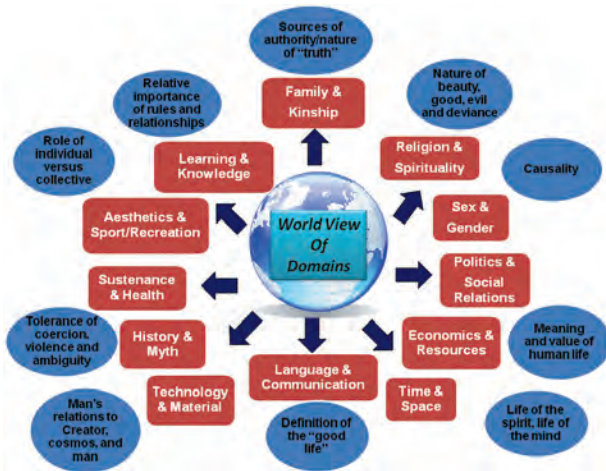 Sources of
authority/nature
of “truth”
Relative
importance
of rules and
relationships
Family &
Kinship
Nature of
beauty,
good, evil
and deviance
Role of
individual
versus
collective
Learning &
Knowledge
Religion &
Spirituality
Causality
Aesthetics &
Sport/Recreation
World View
Of
Domains
Sex &
Gender
Sustenance
& Health
Politics &
Social
Relations
Tolerance of
coercion,
violence and
ambiguity
History &
Myth
Economics &
Resources
Meaning
and value of
human life
Language &
Communication
Technology
& Material
Time &
Space
Man's
relations to
Creator,
cosmos, and
man
Definition of
the “good
life”
Life of the
spirit, life of
the mind